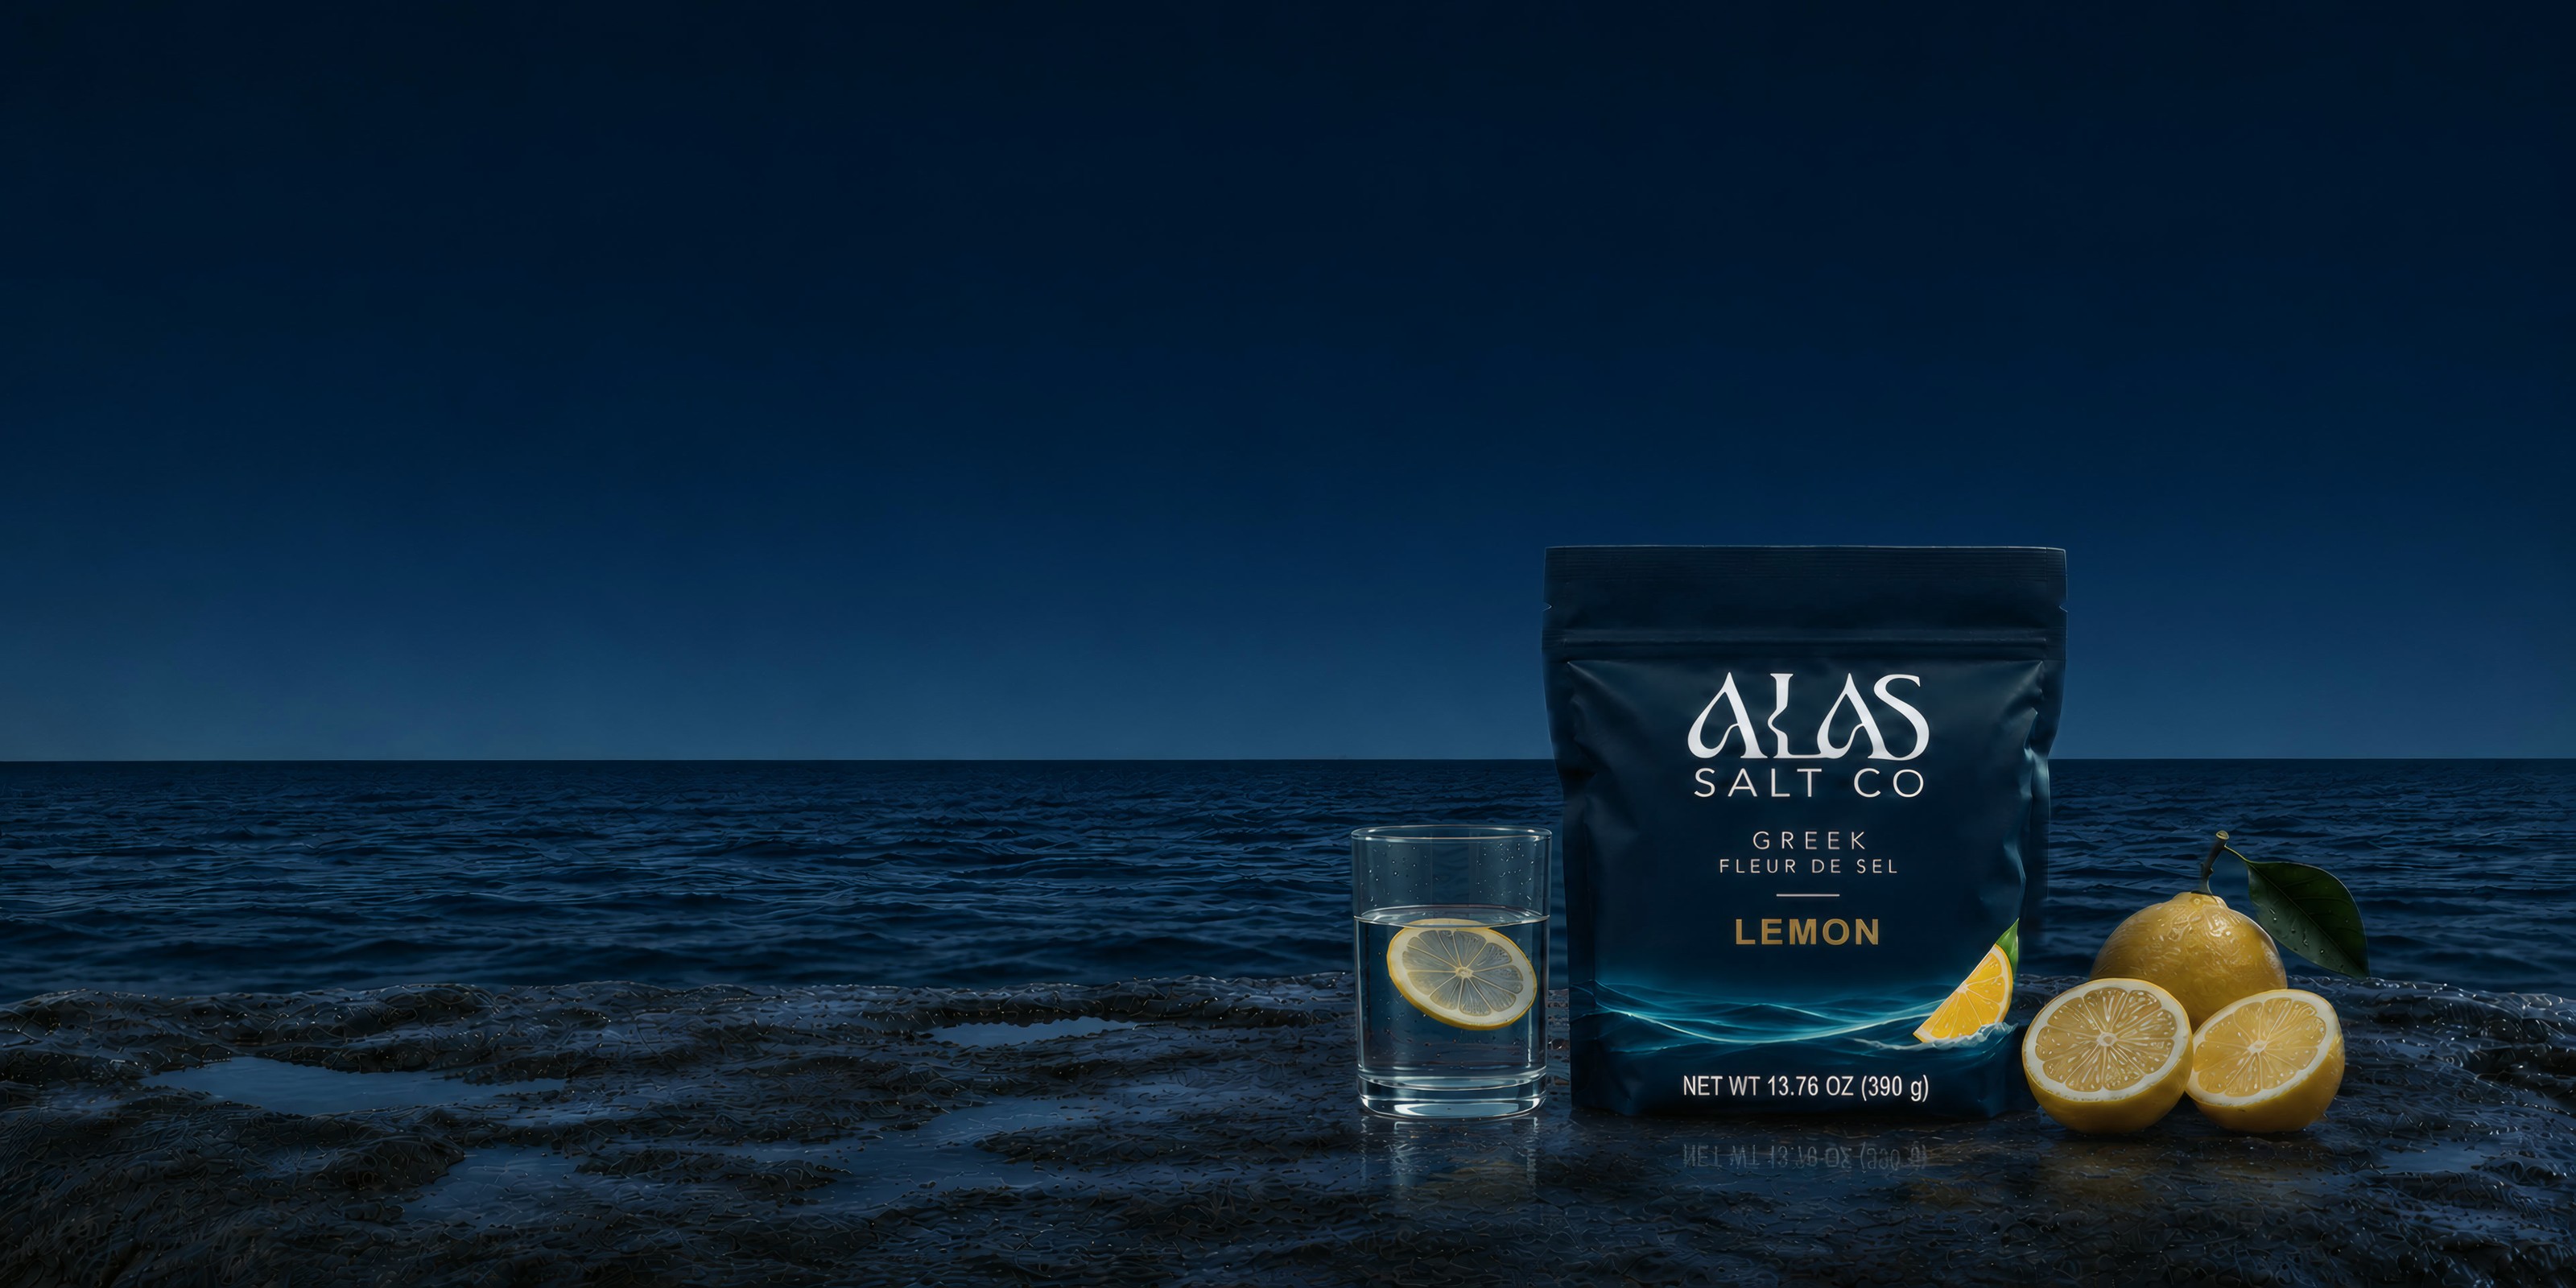 ALAS
SALT CO
GREEK
FLEUR DE SEL
LEMON
NET WT 13.76 OZ (390 g)